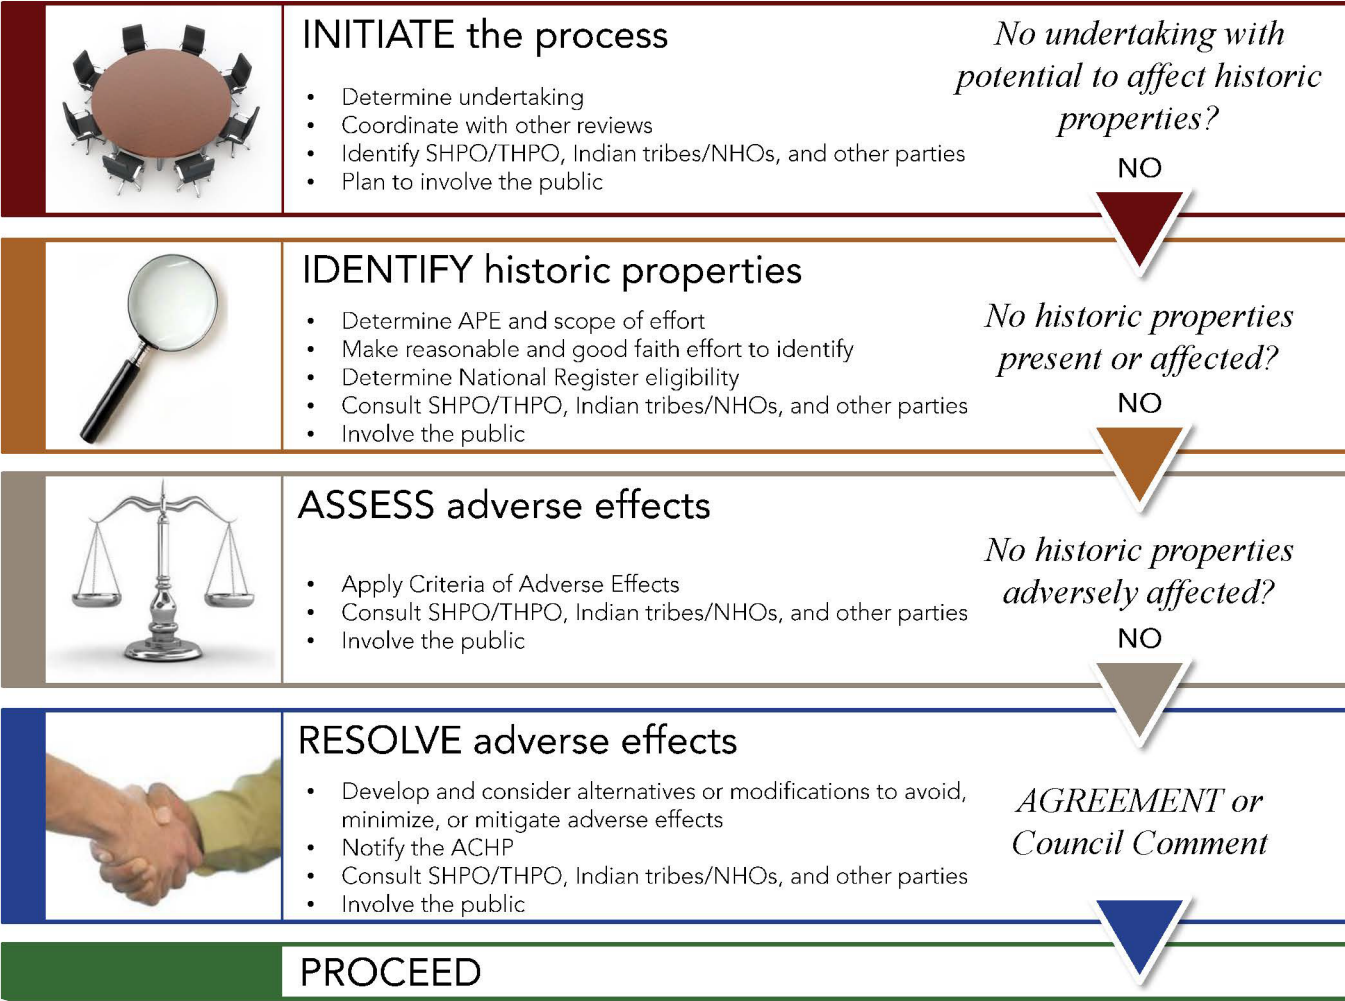 INITIATE the process
• Determine undertaking
• Coordinate with other reviews
• Identify SHPO/THPO, Indian tribes/NHOs, and other parties
• Plan to involve the public
No undertaking with
potential to affect historic
properties?
NO
IDENTIFY historic properties
• Determine APE and scope of effort
• Make reasonable and good faith effort to identify
• Determine National Register eligibility
• Consult SHPO/THPO, Indian tribes/NHOs, and other parties
• Involve the public
No historic properties
present or affected?
NO
ASSESS adverse effects
• Apply Criteria of Adverse Effects
• Consult SHPO/THPO, Indian tribes/NHOs, and other parties
• Involve the public
No historic properties
adversely affected?
NO
RESOLVE adverse effects
• Develop and consider alternatives or modifications to avoid,
minimize, or mitigate adverse effects
• Notify the ACHP
• Consult SHPO/THPO, Indian tribes/NHOs, and other parties
• Involve the public
AGREEMENT or
Council Comment
PROCEED